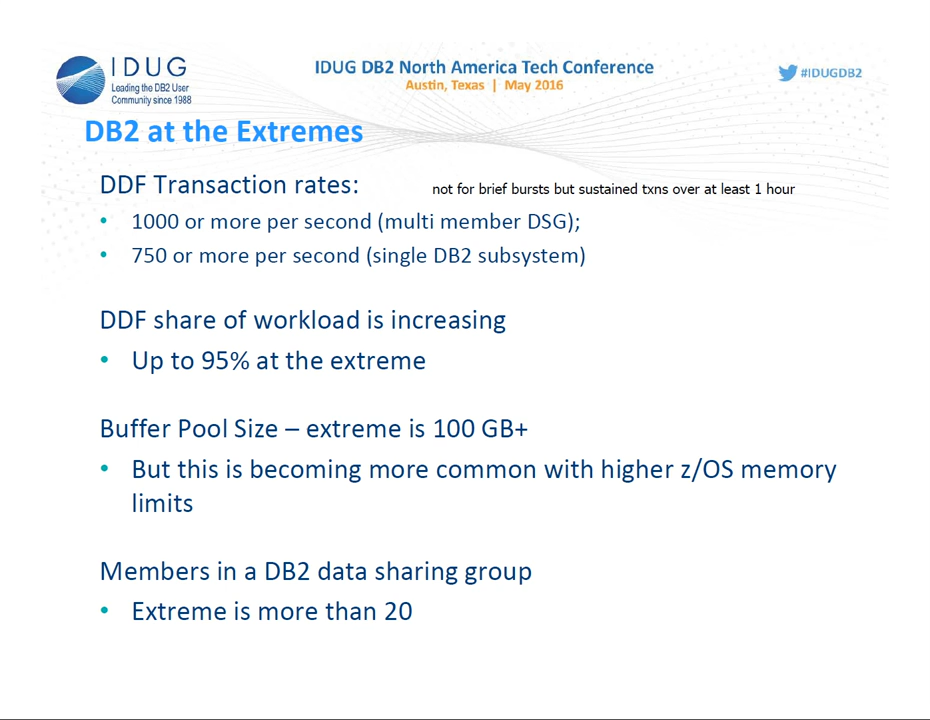 IDUG
Leading the DB2 User
Community since 1988
IDUG DB2 North America Tech Conference
Austin, Texas | May 2016
#IDUGDB2
DB2 at the Extremes
DDF Transaction rates: not for brief bursts but sustained txns over at least 1 hour
• 1000 or more per second (multi member DSG);
• 750 or more per second (single DB2 subsystem)
DDF share of workload is increasing
• Up to 95% at the extreme
Buffer Pool Size – extreme is 100 GB+
• But this is becoming more common with higher z/OS memory
limits
Members in a DB2 data sharing group
• Extreme is more than 20